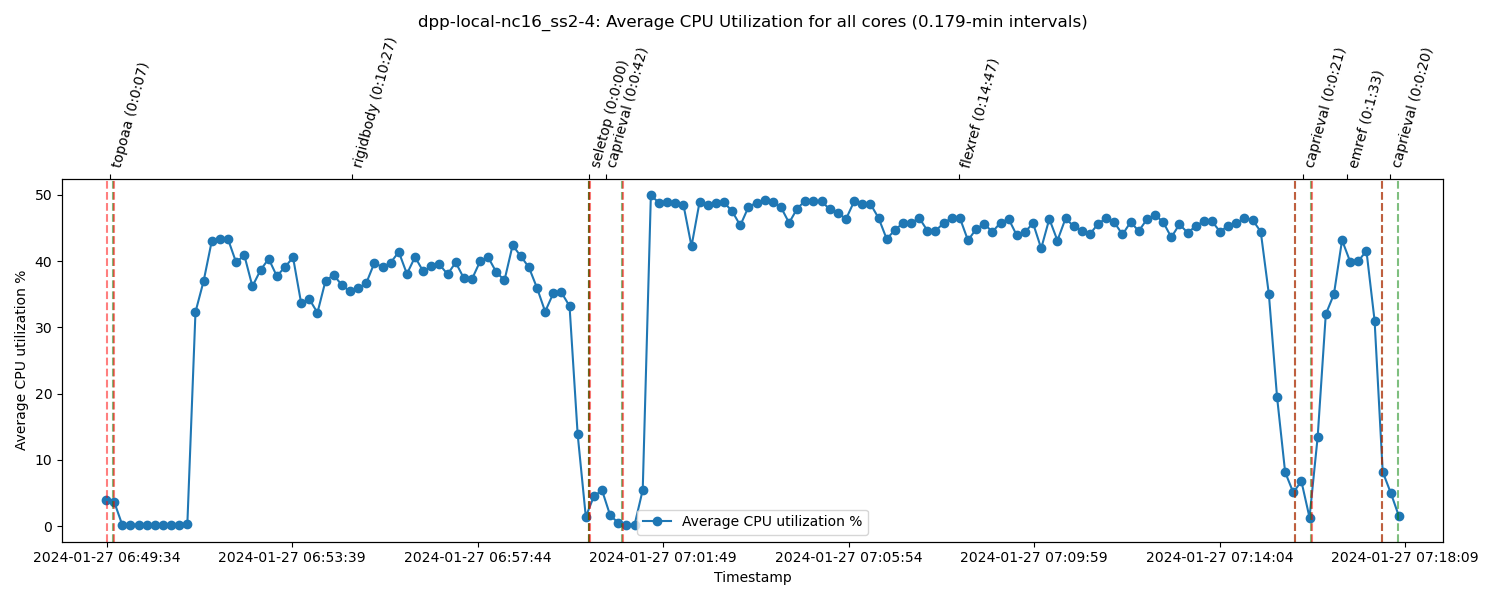 dpp-local-nc16_ss2-4: Average CPU Utilization for all cores (0.179-min intervals)
topoaa (0:0:07)
rigidbody (0:10:27)
seletop (0:0:00)
caprieval (0:0:42)
flexref (0:14:47)
caprieval (0:0:21)
emref (0:1:33)
caprieval (0:0:20)
Average CPU utilization %
50
40
30
20
10
0
Average CPU utilization %
2024-01-27 06:49:34
2024-01-27 06:53:39
2024-01-27 06:57:44
2024-01-27 07:01:49
2024-01-27 07:05:54
2024-01-27 07:09:59
2024-01-27 07:14:04
2024-01-27 07:18:09
Timestamp